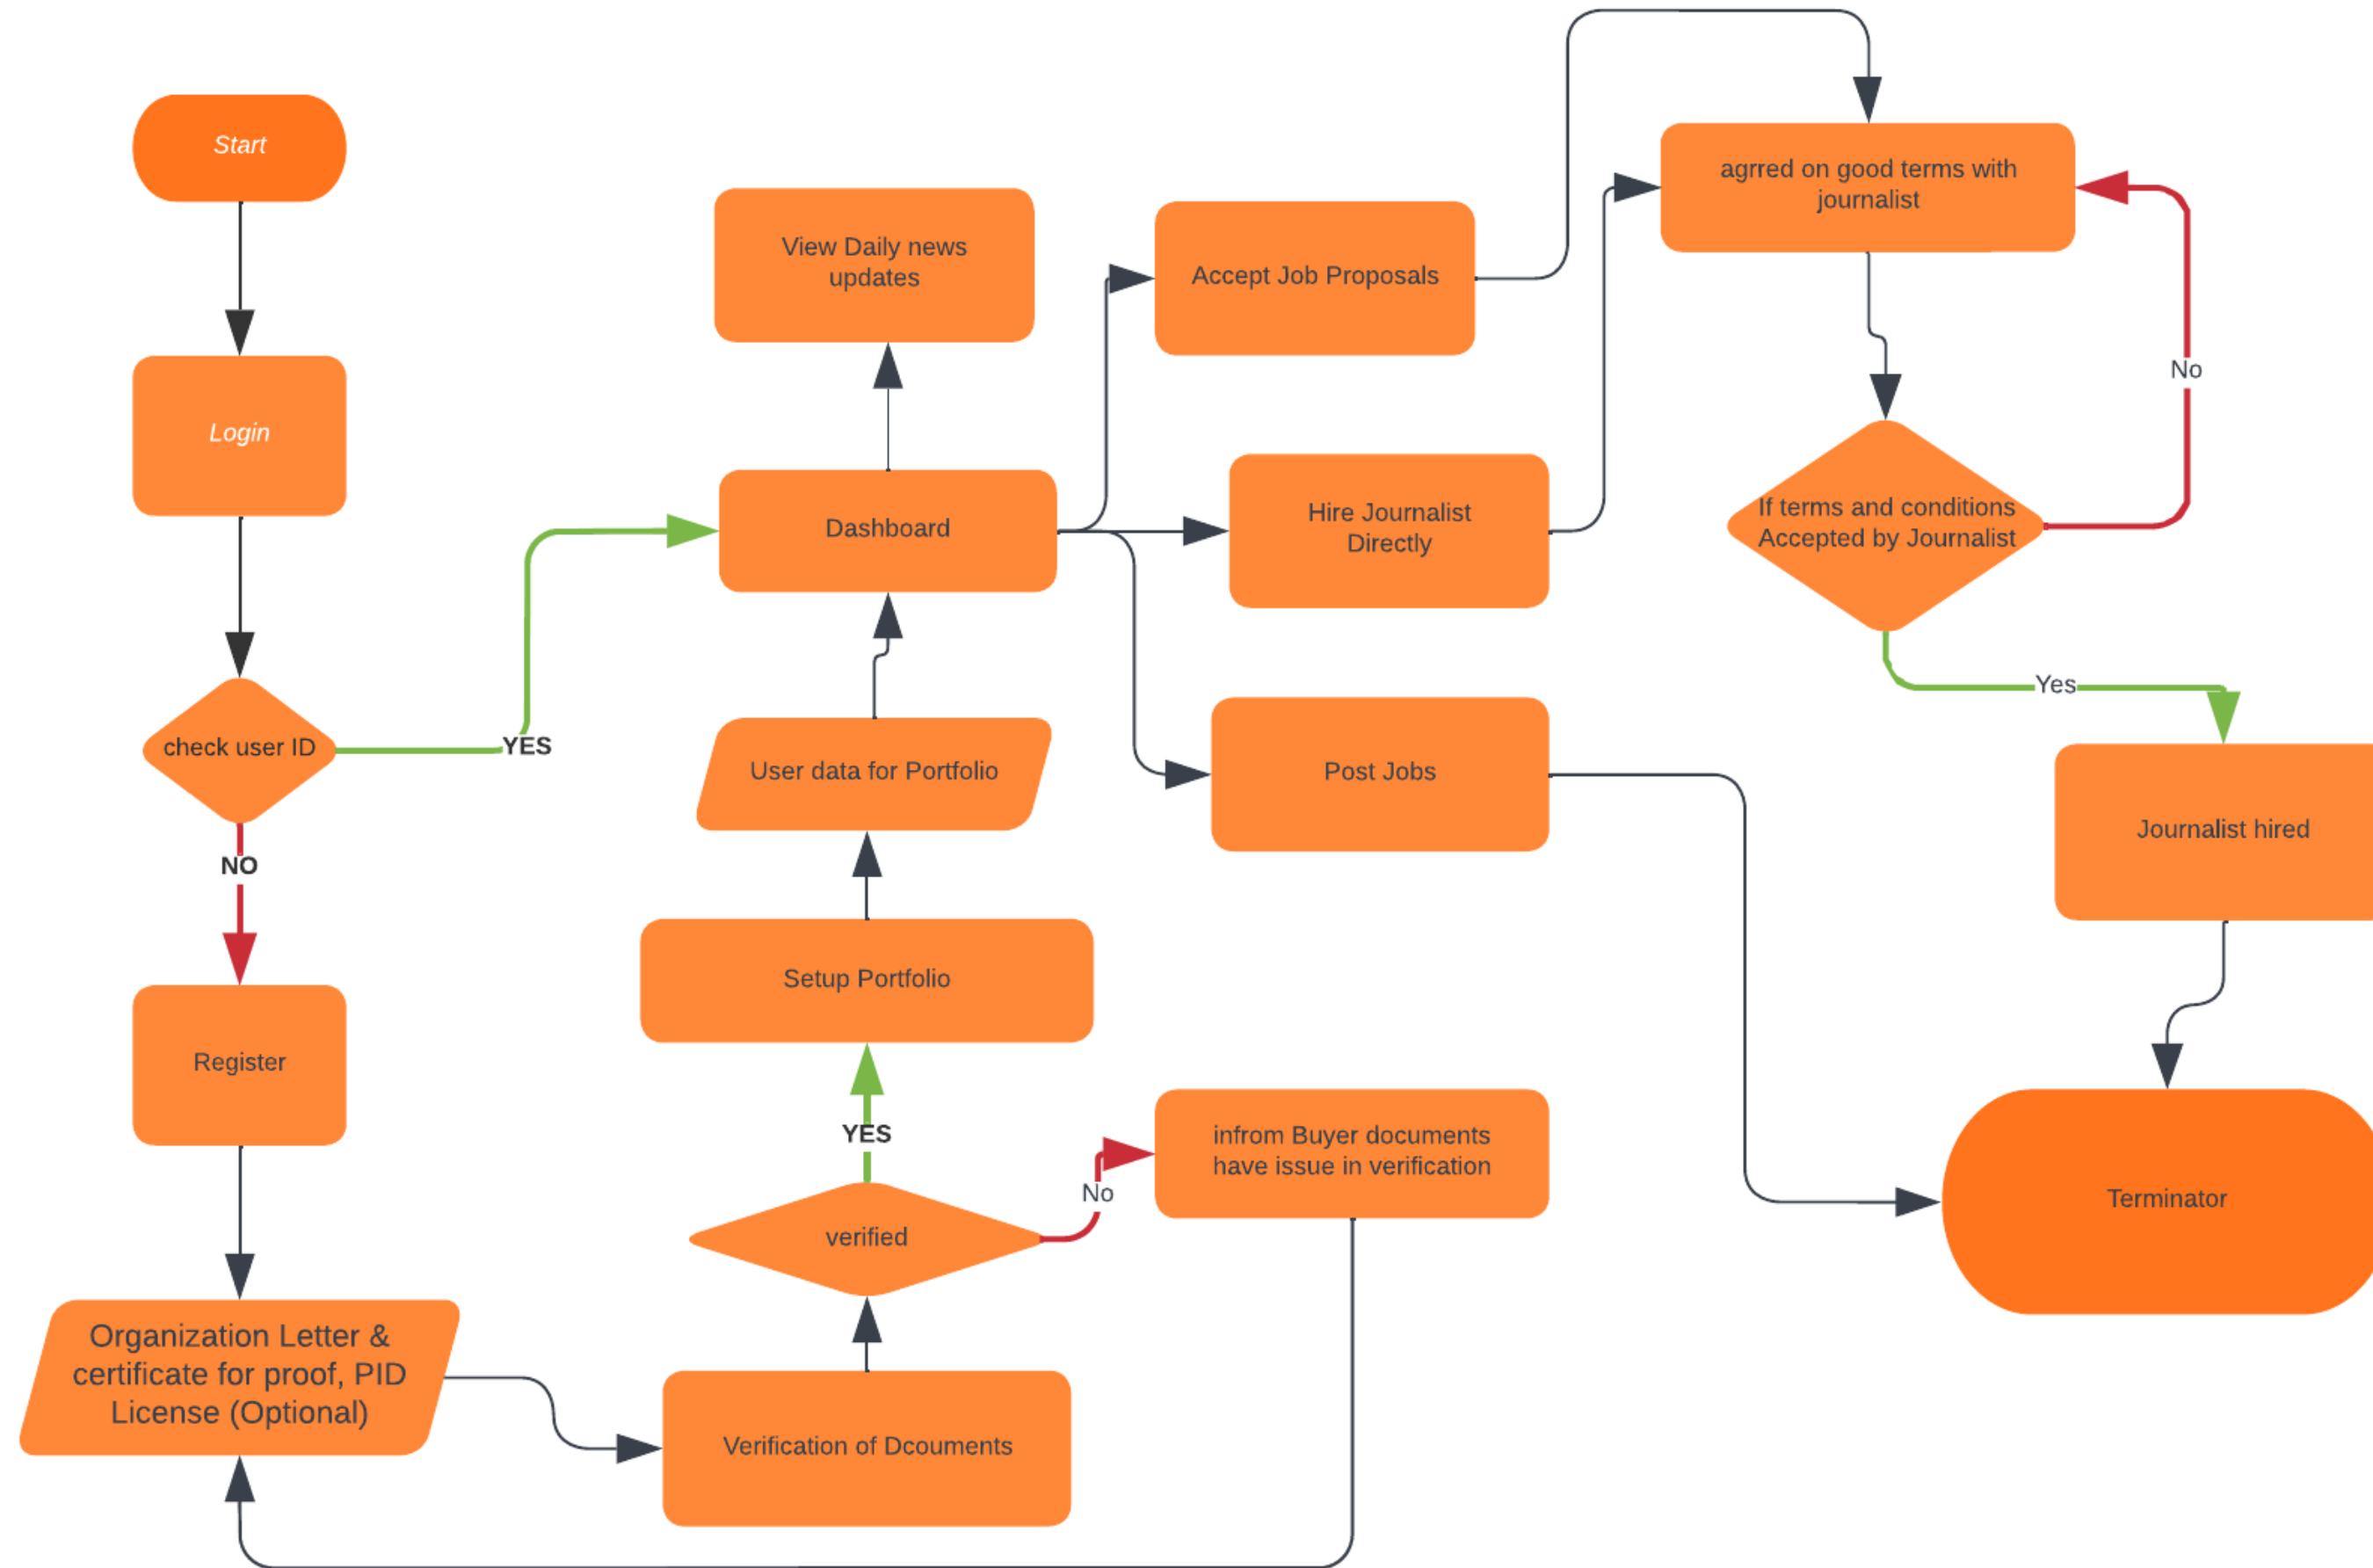 Start
Login
check user ID
YES
NO
Register
Organization Letter &
certificate for proof, PID
License (Optional)
Verification of Dcouments
verified
YES
No
infrom Buyer documents
have issue in verification
Setup Portfolio
User data for Portfolio
Dashboard
View Daily news
updates
Accept Job Proposals
Hire Journalist
Directly
Post Jobs
agrred on good terms with
journalist
If terms and conditions
Accepted by Journalist
No
Yes
Journalist hired
Terminator